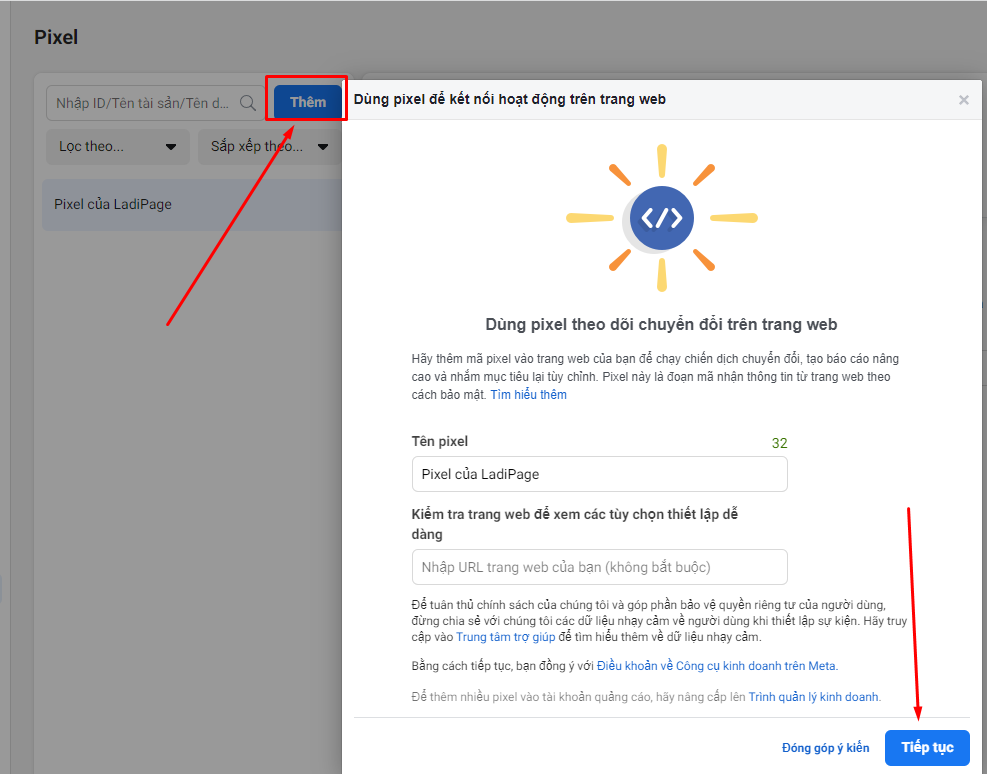 Pixel
Nhập ID/Tên tài sản/Tên d...
Thêm
Lọc theo...
Sắp xếp theo...
Pixel của LadiPage
Dùng pixel để kết nối hoạt động trên trang web
</>
Dùng pixel theo dõi chuyển đổi trên trang web
Hãy thêm mã pixel vào trang web của bạn để chạy chiến dịch chuyển đổi, tạo báo cáo nâng
cao và nhắm mục tiêu lại tùy chỉnh. Pixel này là đoạn mã nhận thông tin từ trang web theo
cách bảo mật. Tìm hiểu thêm
Tên pixel
32
Pixel của LadiPage
Kiểm tra trang web để xem các tùy chọn thiết lập dễ
dàng
Nhập URL trang web của bạn (không bắt buộc)
Để tuân thủ chính sách của chúng tôi và góp phần bảo vệ quyền riêng tư của người dùng,
đừng chia sẻ với chúng tôi các dữ liệu nhạy cảm về người dùng khi thiết lập sự kiện. Hãy truy
cập vào Trung tâm trợ giúp để tìm hiểu thêm về dữ liệu nhạy cảm.
Bằng cách tiếp tục, bạn đồng ý với Điều khoản về Công cụ kinh doanh trên Meta.
Để thêm nhiều pixel vào tài khoản quảng cáo, hãy nâng cấp lên Trình quản lý kinh doanh.
Đóng góp ý kiến
Tiếp tục